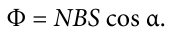 Φ = NBS cos α.